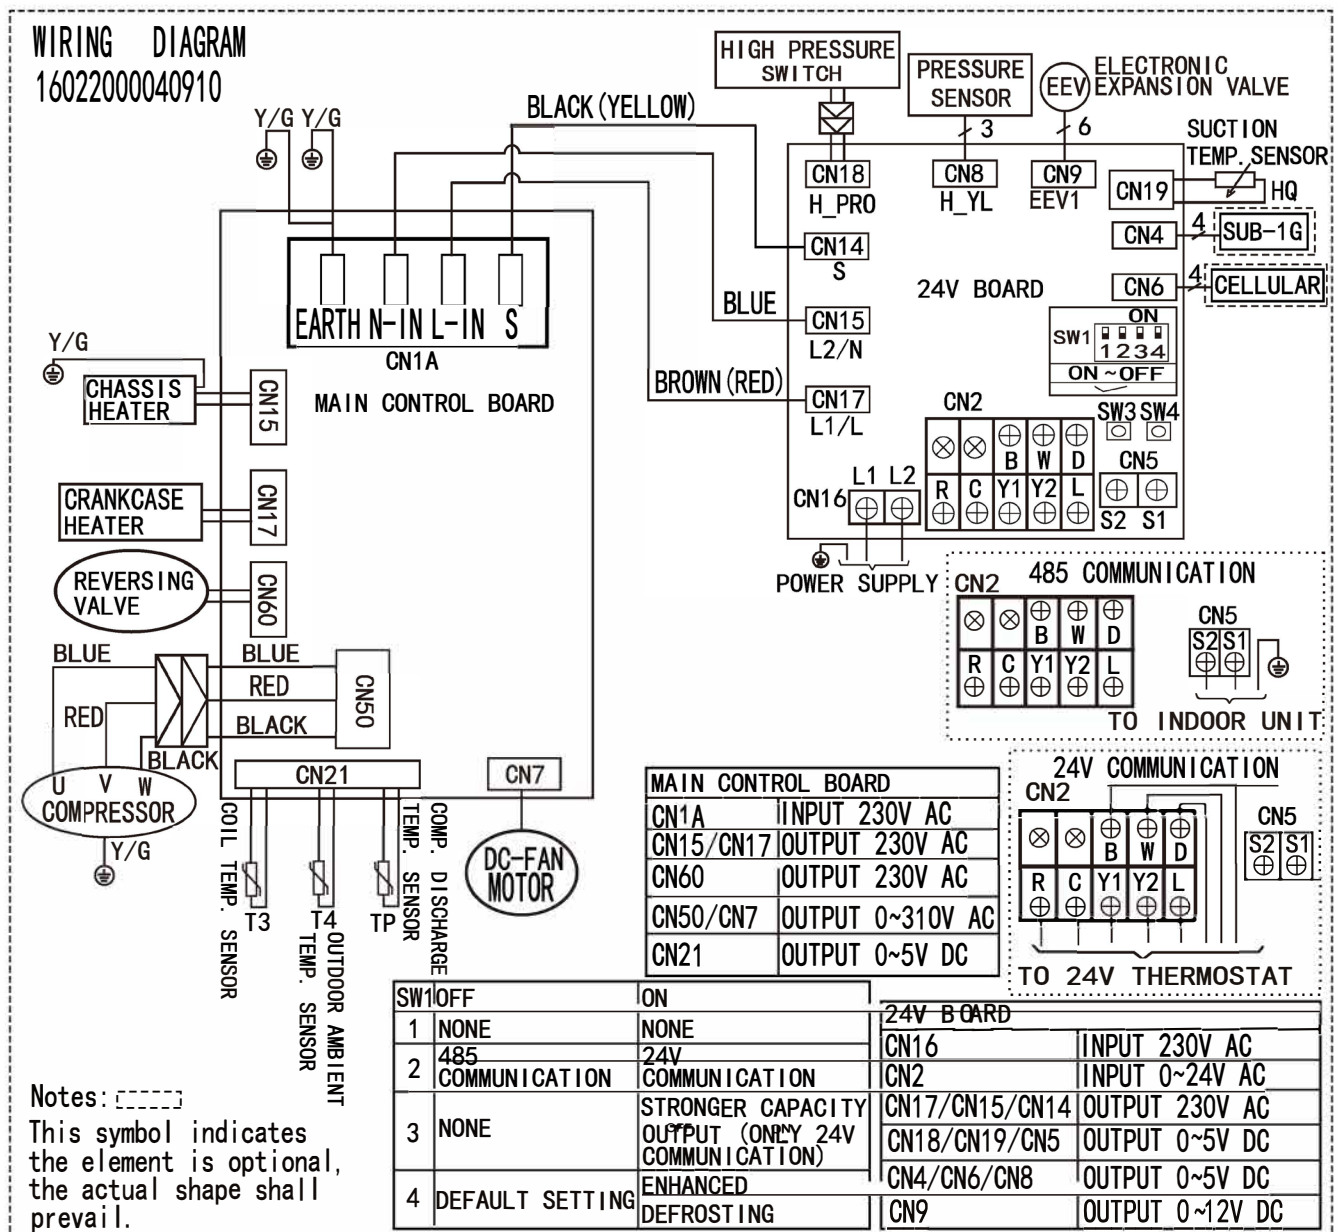 WIRING DIAGRAM
16022000040910
HIGH PRESSURE
SWITCH
PRESSURE
SENSOR
EEV
ELECTRONIC
EXPANSION VALVE
3
6
SUCTION
TEMP. SENSOR
HQ
Y/G Y/G
BLACK(YELLOW)
CN18
H_PRO
CN8
H_YL
CN9
EEV1
CN19
CN4
4
SUB-1G
CN6
4
CELLULAR
CN14
S
24V BOARD
BLUE
CN15
L2/N
ON
SW1
1234
ON~OFF
BROWN(RED)
CN17
L1/L
EARTH N-IN L-IN S
CN1A
MAIN CONTROL BOARD
Y/G
CHASSIS
HEATER
CN15
CRANKCASE
HEATER
CN17
REVERSING
VALVE
CN60
CN2
SW3 SW4
B W D
R C Y1 Y2 L
CN5
S2 S1
CN16
L1 L2
POWER SUPPLY
485 COMMUNICATION
CN2
B W D
R C Y1 Y2 L
CN5
S2 S1
TO INDOOR UNIT
BLUE
BLUE
RED
RED
BLACK
BLACK
CN50
U V W
COMPRESSOR
Y/G
CN21
CN7
DC-FAN
MOTOR
T3
T4
TP
COIL TEMP. SENSOR
OUTDOOR AMBIENT
TEMP. SENSOR
COMP. DISCHARGE
TEMP. SENSOR
24V COMMUNICATION
CN2
B W D
R C Y1 Y2 L
CN5
S2 S1
TO 24V THERMOSTAT
MAIN CONTROL BOARD
CN1A INPUT 230V AC
CN15/CN17 OUTPUT 230V AC
CN60 OUTPUT 230V AC
CN50/CN7 OUTPUT 0~310V AC
CN21 OUTPUT 0~5V DC
SW1 OFF ON
1 NONE NONE
2 485 COMMUNICATION 24V COMMUNICATION
3 NONE STRONGER CAPACITY
OUTPUT (ONLY 24V
COMMUNICATION)
4 DEFAULT SETTING ENHANCED
DEFROSTING
24V BOARD
CN16 INPUT 230V AC
CN2 INPUT 0~24V AC
CN17/CN15/CN14 OUTPUT 230V AC
CN18/CN19/CN5 OUTPUT 0~5V DC
CN4/CN6/CN8 OUTPUT 0~5V DC
CN9 OUTPUT 0~12V DC
Notes:
This symbol indicates
the element is optional,
the actual shape shall
prevail.